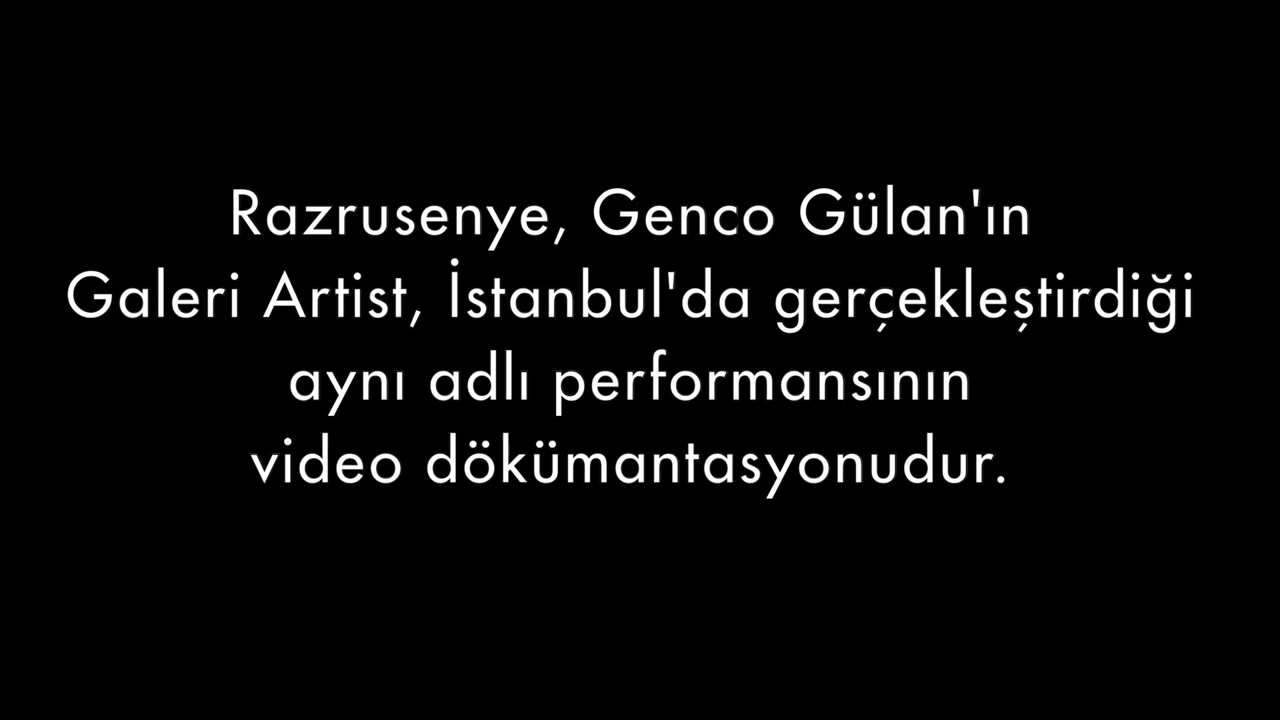 Razrusenye, Genco Gülan'ın
Galeri Artist, İstanbul'da gerçekleştirdiği
aynı adlı performansının
video dökümantasyonudur.